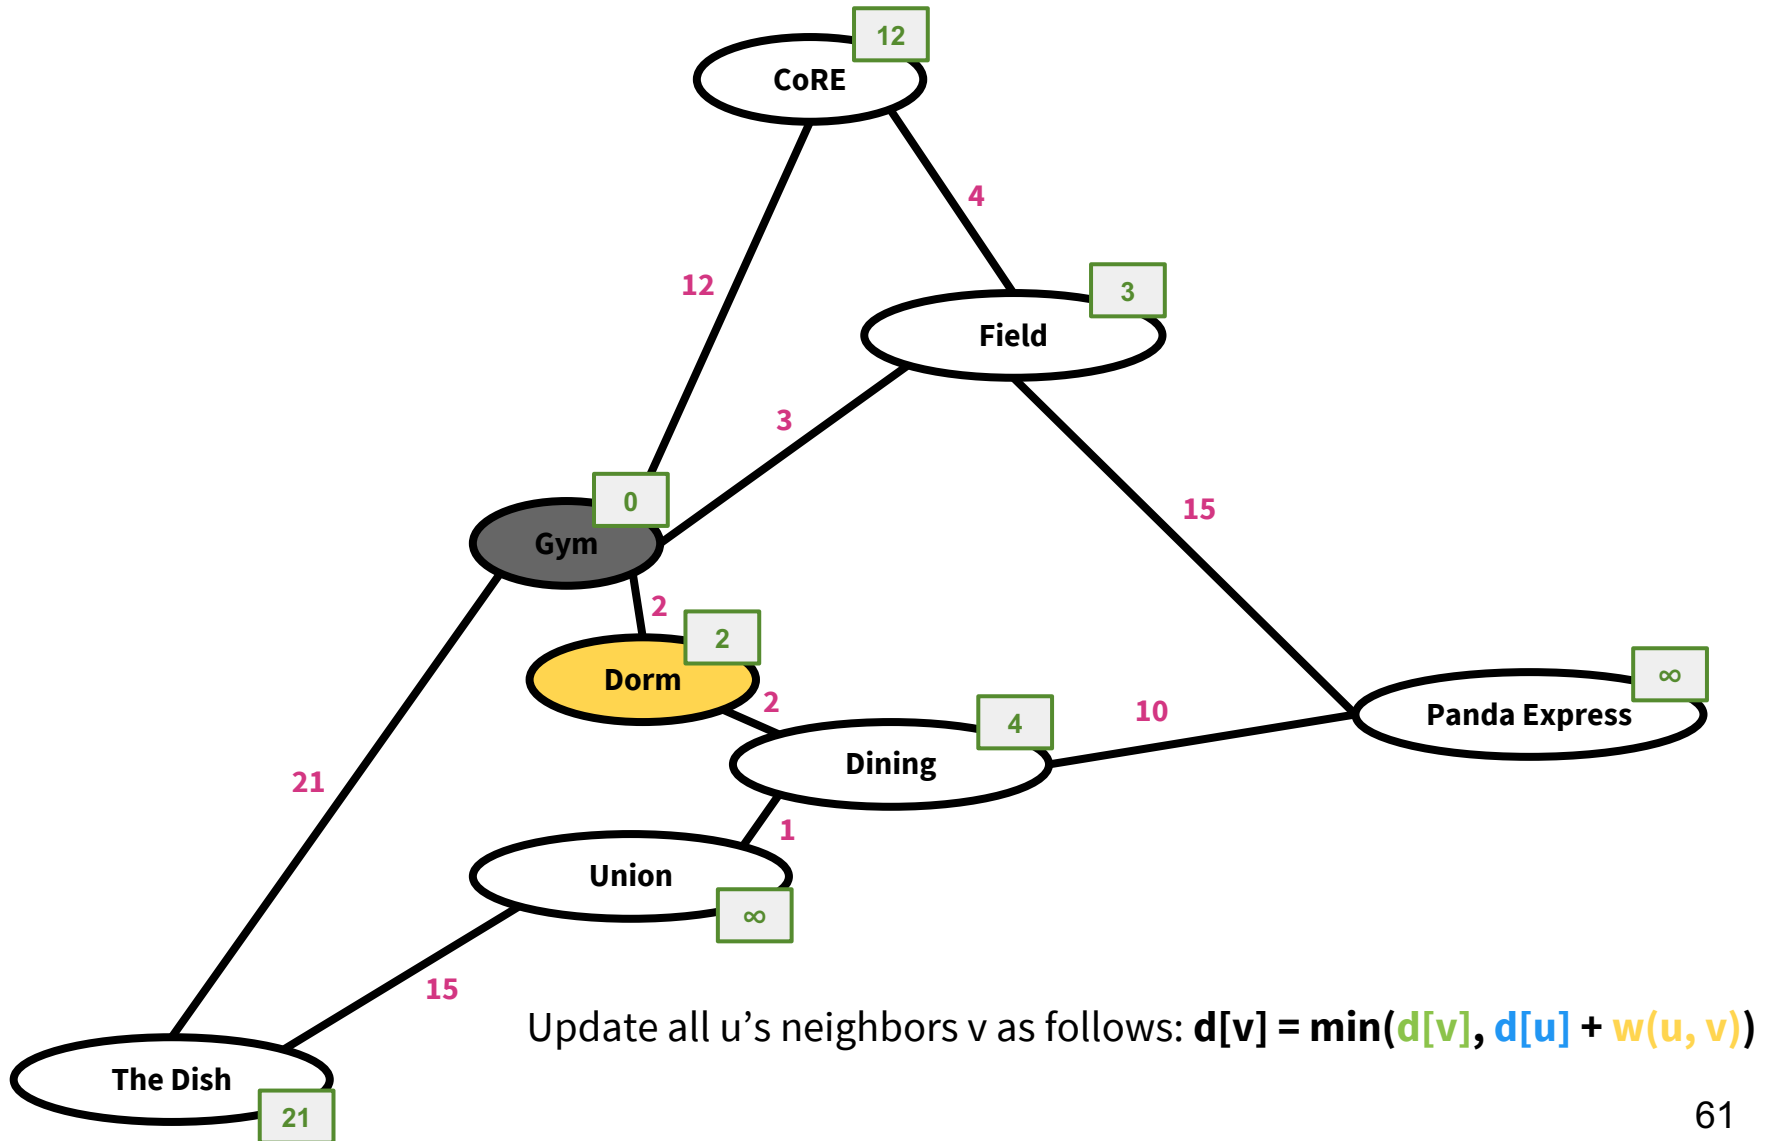 12
CoRE
4
12
3
Field
3
15
0
Gym
2
2
Dorm
2
∞
10
Panda Express
4
Dining
21
1
Union
∞
15
Update all u's neighbors v as follows: d[v] = min(d[v], d[u] + w(u, v))
The Dish
21
61